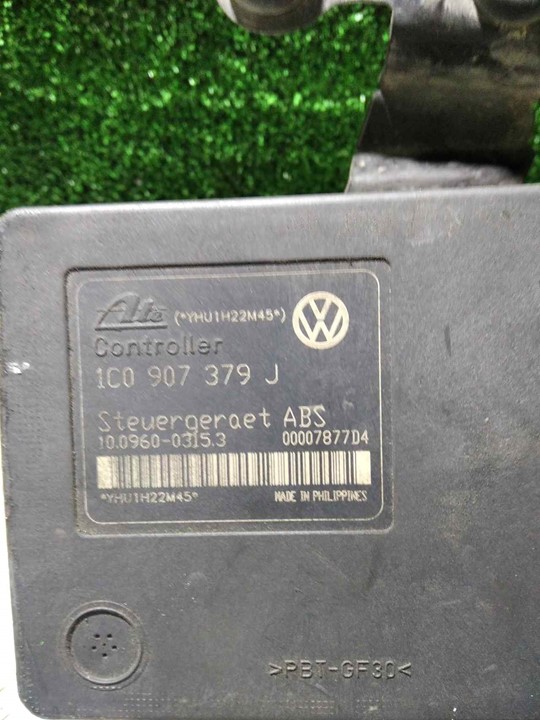 Ate (*YHU1H22M45*)
Controller
1C0 907 379 J
Steuergeraet ABS
10.0960-0315.3 00007877D4
*YHU1H22M45* MADE IN PHILIPPINES
>PBT-GF30<